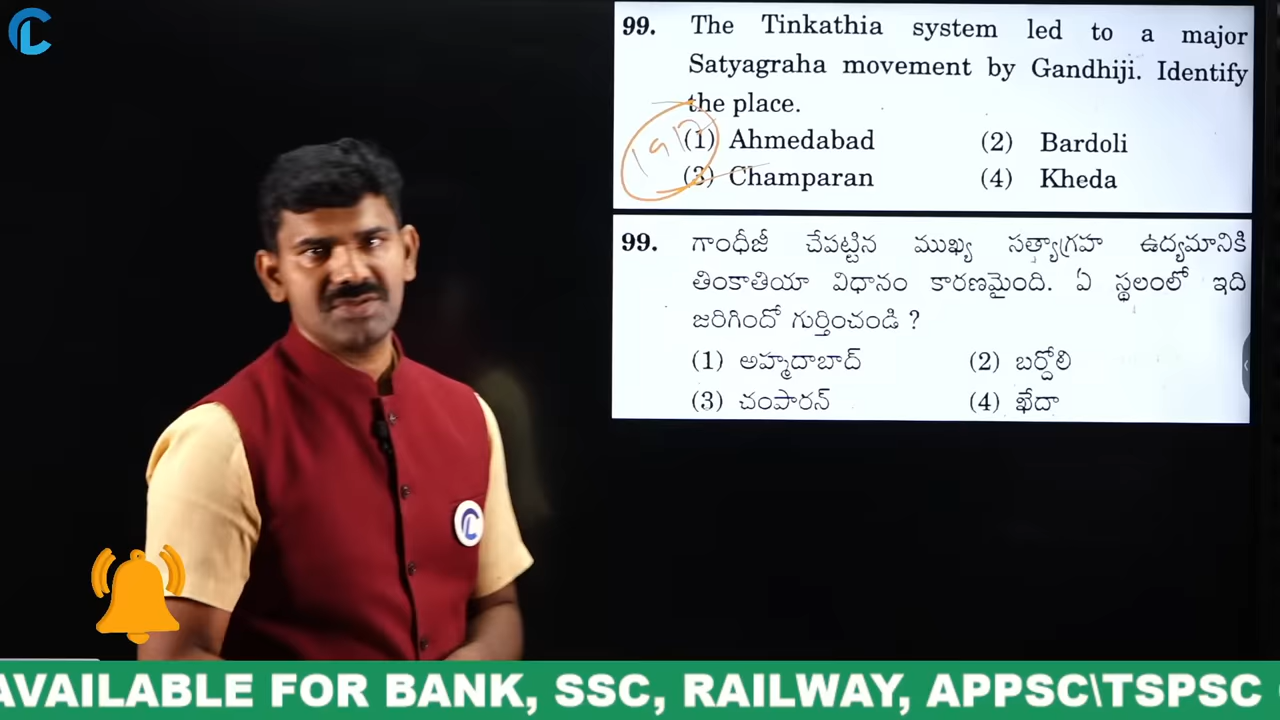 99. The Tinkathia system led to a major
Satyagraha movement by Gandhiji. Identify
the place.
1917
(1) Ahmedabad (2) Bardoli
(3) Champaran (4) Kheda
99. గాంధీజీ చేపట్టిన ముఖ్య సత్యాగ్రహ ఉద్యమానికి
తింకాతియా విధానం కారణమైంది. ఏ స్థలంలో ఇది
జరిగిందో గుర్తించండి ?
(1) అహ్మదాబాద్ (2) బర్డోలి
(3) చంపారన్ (4) ఖేదా
AVAILABLE FOR BANK, SSC, RAILWAY, APPSC\TSPSC